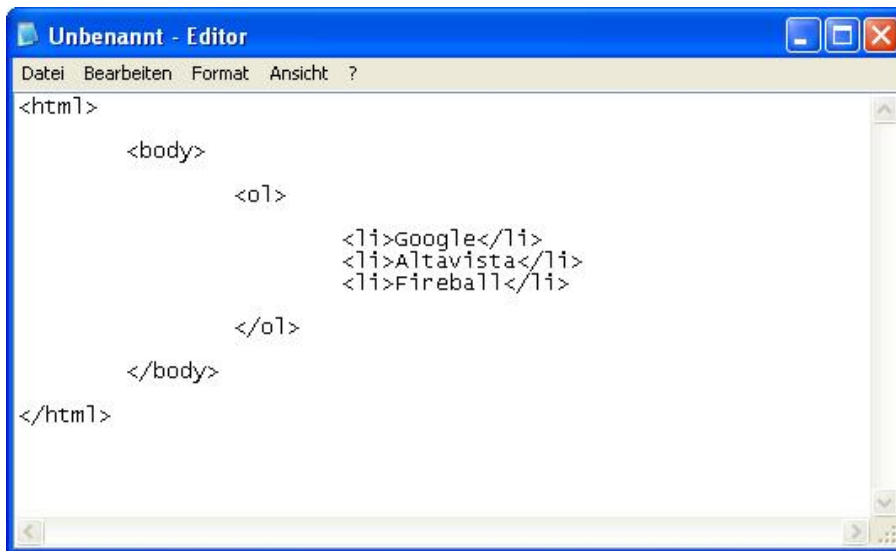 Unbenannt - Editor
Datei Bearbeiten Format Ansicht ?
<html>
<body>
<ol>
<li>Google</li>
<li>Altavista</li>
<li>Fireball</li>
</ol>
</body>
</html>